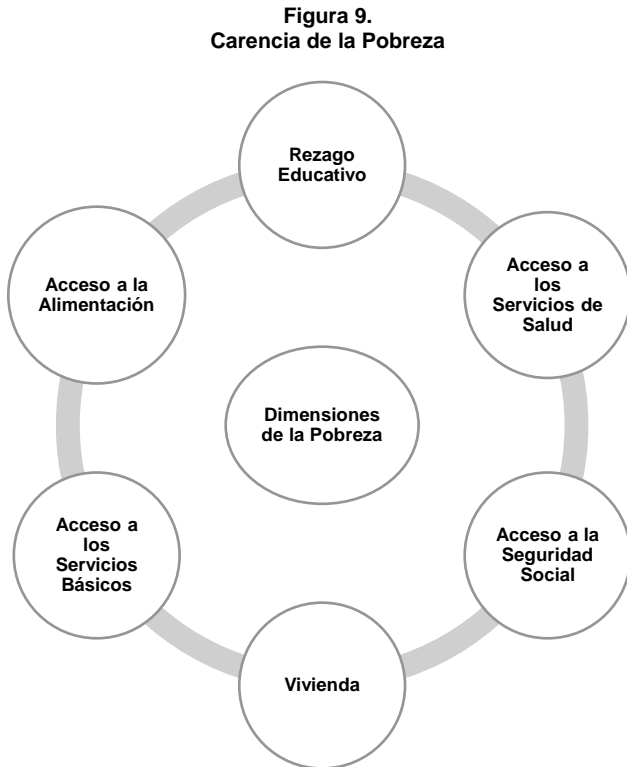 Figura 9.
Carencia de la Pobreza
Rezago
Educativo
Acceso a
los
Servicios de
Salud
Acceso a la
Seguridad
Social
Vivienda
Acceso a
los
Servicios
Básicos
Acceso a la
Alimentación
Dimensiones
de la Pobreza